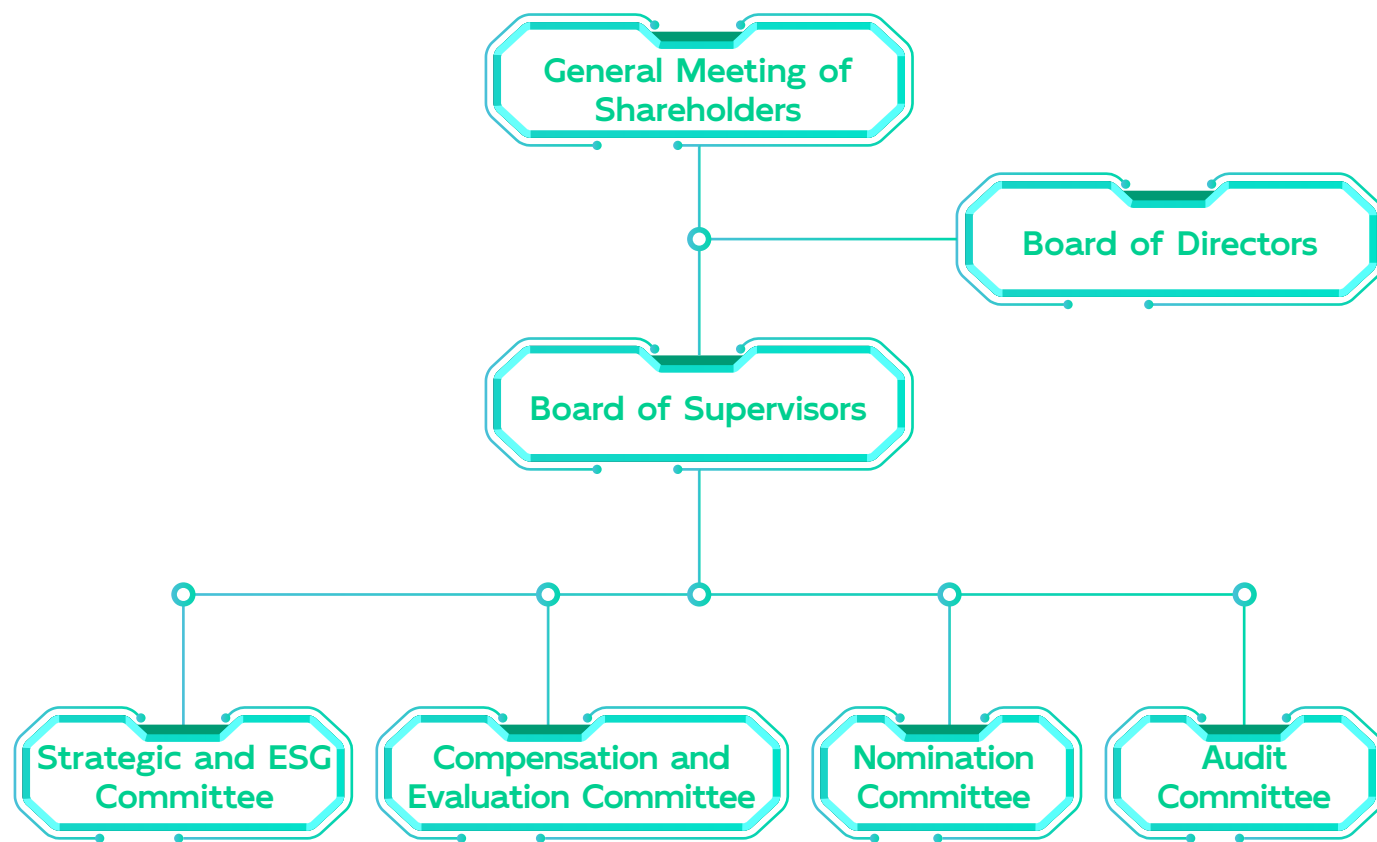 General Meeting of
Shareholders
Board of Directors
Board of Supervisors
Strategic and ESG
Committee
Compensation and
Evaluation Committee
Nomination
Committee
Audit
Committee